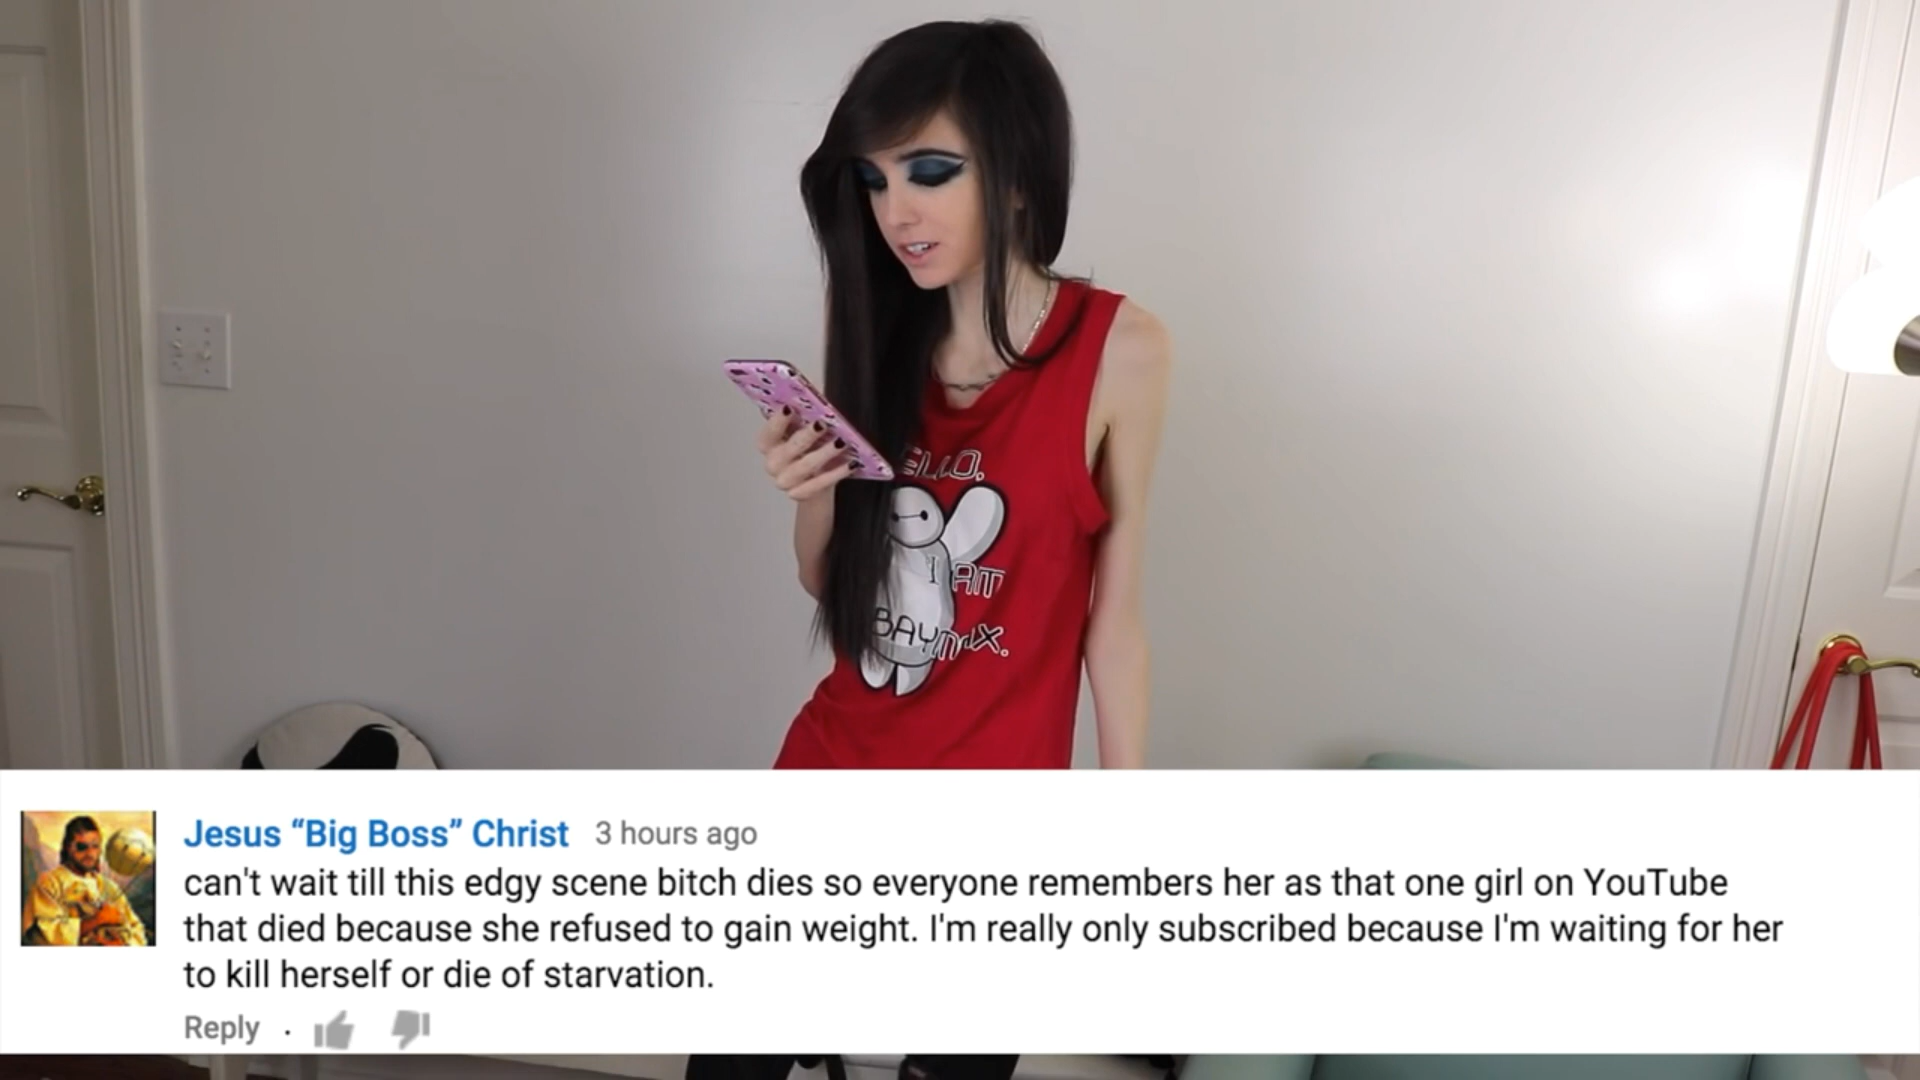 ELLO.
I AM
BAYMAX.
Jesus “Big Boss” Christ 3 hours ago
can't wait till this edgy scene bitch dies so everyone remembers her as that one girl on YouTube
that died because she refused to gain weight. I'm really only subscribed because I'm waiting for her
to kill herself or die of starvation.
Reply .